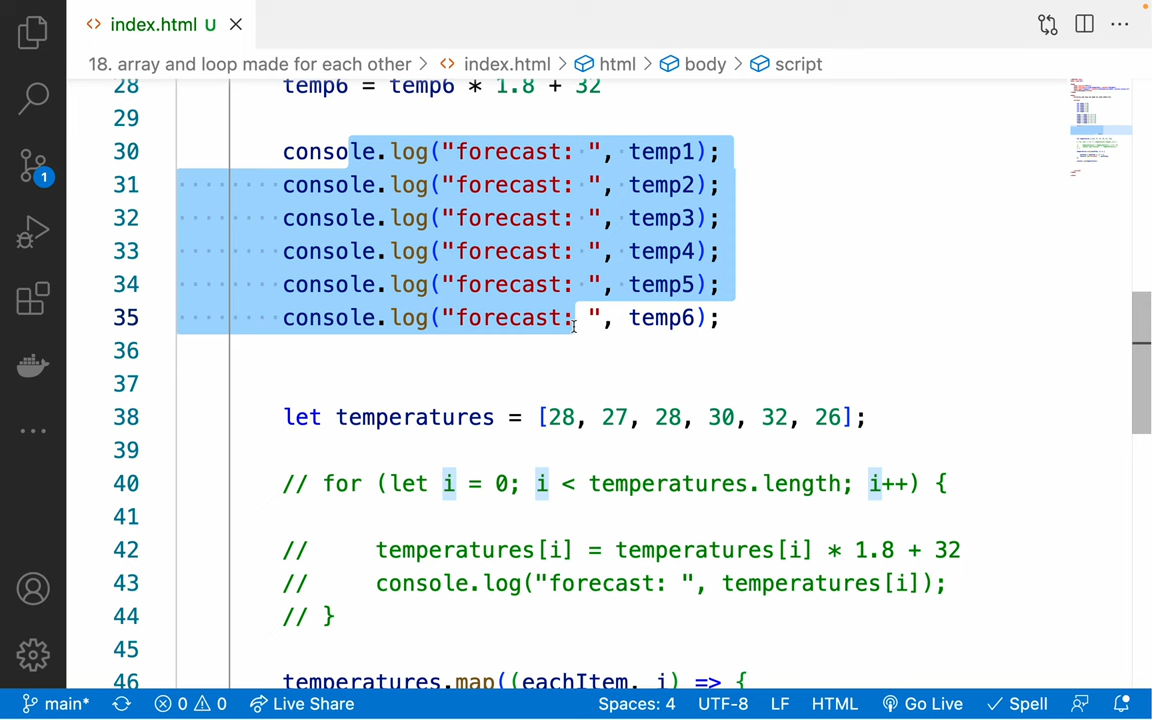 index.html U
18. array and loop made for each other > index.html > html > body > script
28 temp6 = temp6 * 1.8 + 32
29
30 console.log("forecast: ", temp1);
31 console.log("forecast: ", temp2);
32 console.log("forecast: ", temp3);
33 console.log("forecast: ", temp4);
34 console.log("forecast: ", temp5);
35 console.log("forecast: ", temp6);
36
37
38 let temperatures = [28, 27, 28, 30, 32, 26];
39
40 // for (let i = 0; i < temperatures.length; i++) {
41
42 // temperatures[i] = temperatures[i] * 1.8 + 32
43 // console.log("forecast: ", temperatures[i]);
44 // }
45
46 temperatures.map((eachItem, i) => {
1
main* 0 0 Live Share Spaces: 4 UTF-8 LF HTML Go Live Spell